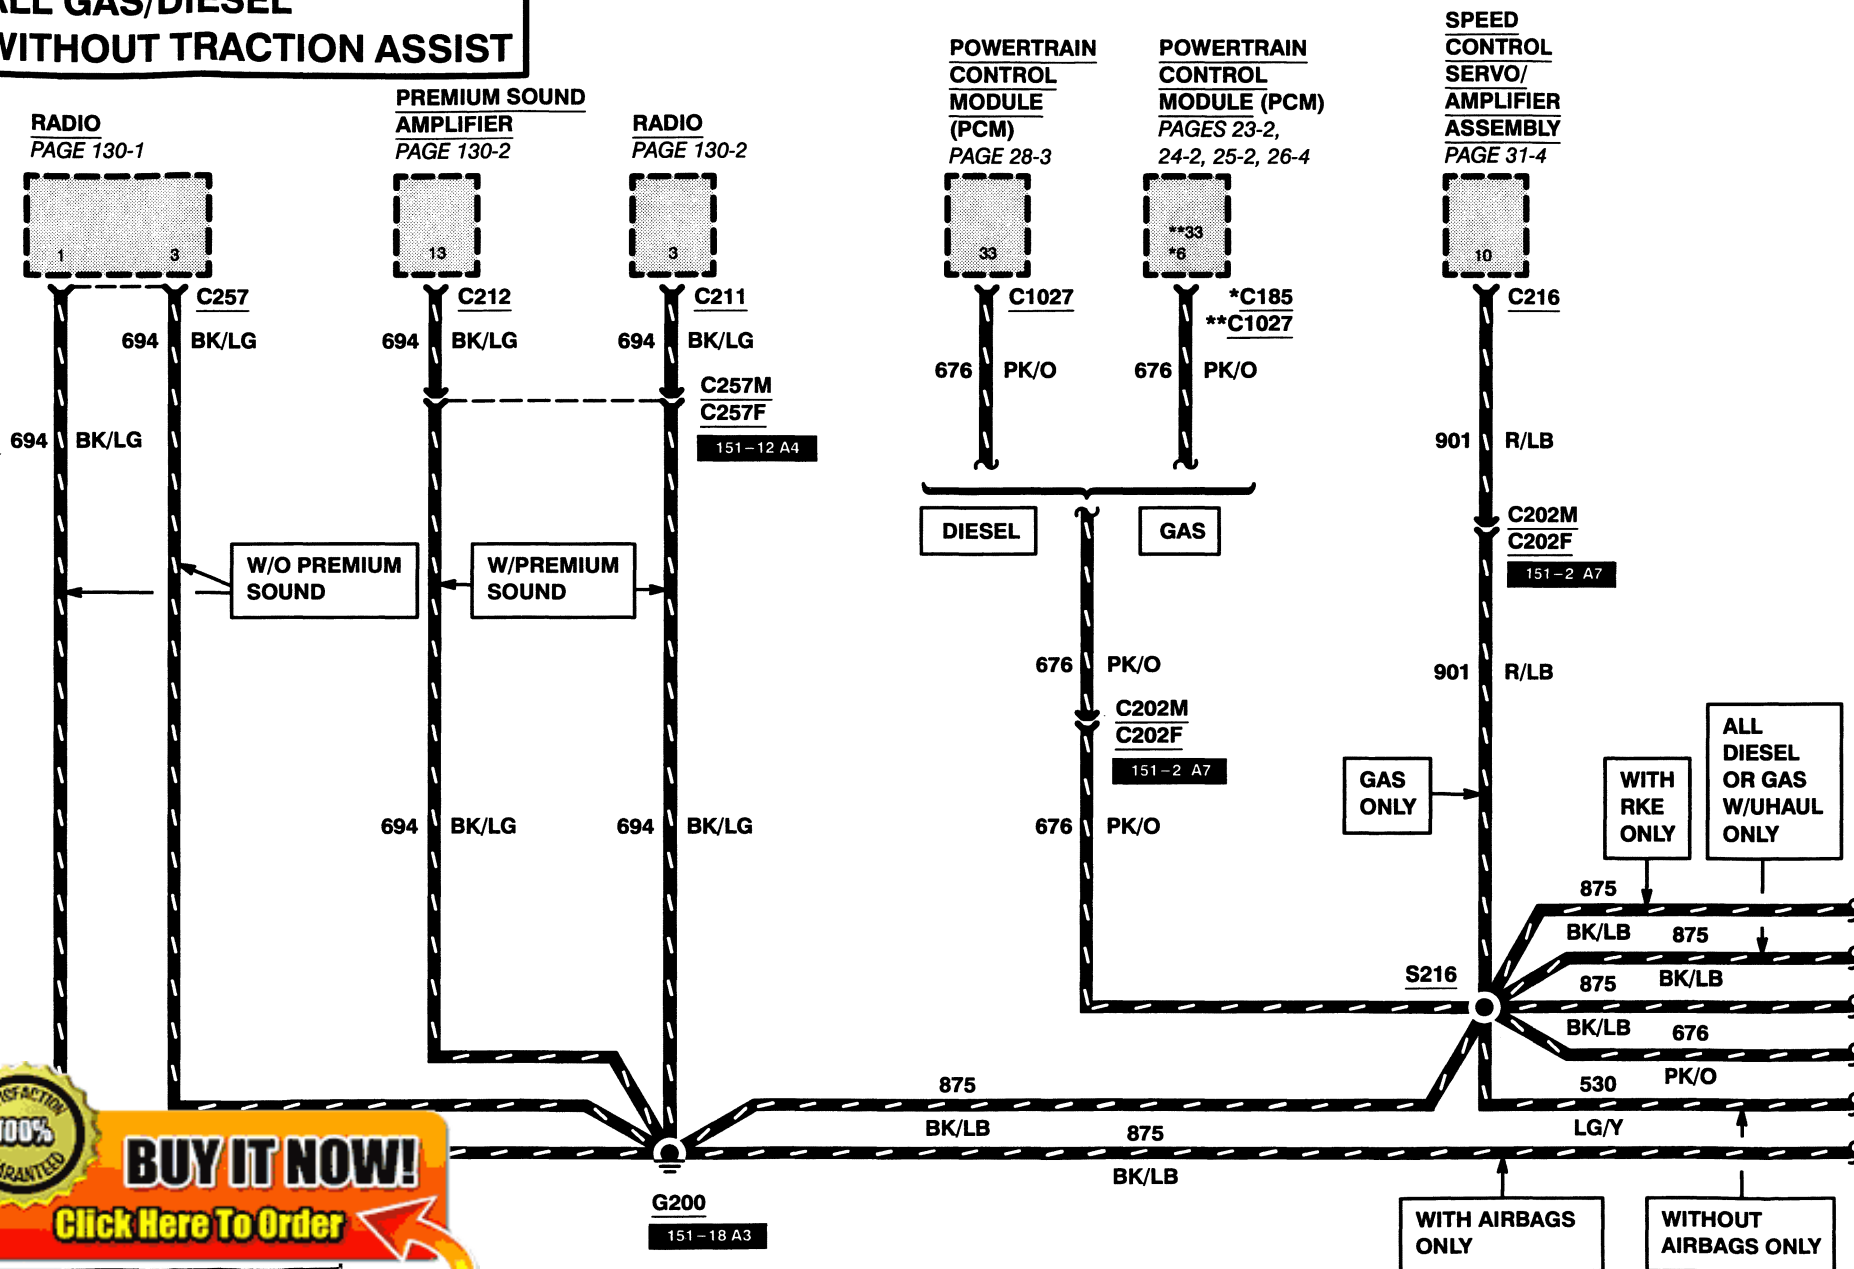 ALL GAS/DIESEL
WITHOUT TRACTION ASSIST
RADIO
PAGE 130-1
PREMIUM SOUND
AMPLIFIER
PAGE 130-2
RADIO
PAGE 130-2
POWERTRAIN
CONTROL
MODULE
(PCM)
PAGE 28-3
POWERTRAIN
CONTROL
MODULE (PCM)
PAGES 23-2,
24-2, 25-2, 26-4
SPEED
CONTROL
SERVO/
AMPLIFIER
ASSEMBLY
PAGE 31-4
1
3
13
3
33
**33
*6
10
C257
C212
C211
C1027
*C185
**C1027
C216
694 BK/LG
694 BK/LG
694 BK/LG
676 PK/O
676 PK/O
C257M
C257F
151-12 A4
694 BK/LG
901 R/LB
DIESEL
GAS
C202M
C202F
151-2 A7
W/O PREMIUM
SOUND
W/PREMIUM
SOUND
676 PK/O
901 R/LB
C202M
C202F
151-2 A7
GAS
ONLY
WITH
RKE
ONLY
ALL
DIESEL
OR GAS
W/UHAUL
ONLY
694 BK/LG
694 BK/LG
676 PK/O
875
BK/LB
875
BK/LB
S216
875
BK/LB
676
PK/O
530
LG/Y
875
BK/LB
875
BK/LB
G200
151-18 A3
WITH AIRBAGS
ONLY
WITHOUT
AIRBAGS ONLY
100%
BUY IT NOW!
Click Here To Order